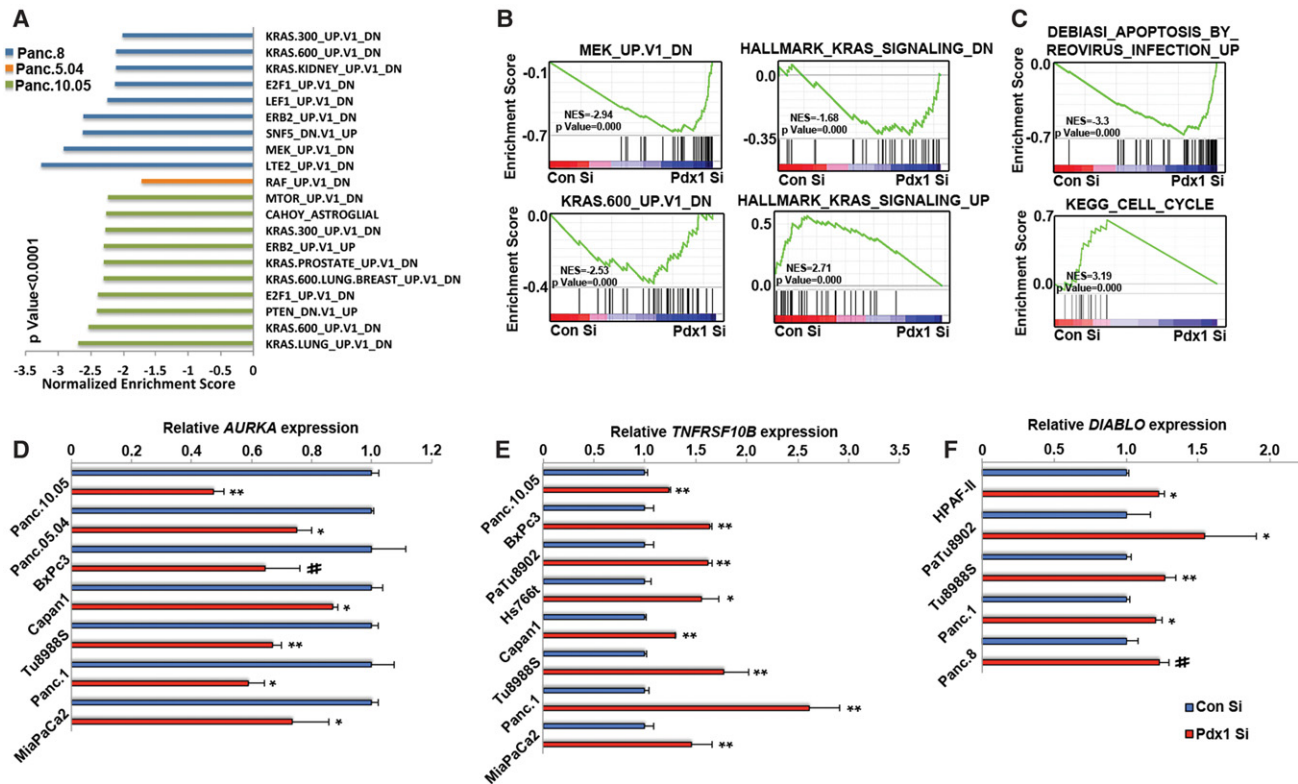 A
Panc.8
Panc.5.04
Panc.10.05
KRAS.300_UP.V1_DN
KRAS.600_UP.V1_DN
KRAS.KIDNEY_UP.V1_DN
E2F1_UP.V1_DN
LEF1_UP.V1_DN
ERB2_UP.V1_DN
SNF5_DN.V1_UP
MEK_UP.V1_DN
LTE2_UP.V1_DN
RAF_UP.V1_DN
MTOR_UP.V1_DN
CAHOY_ASTROGLIAL
KRAS.300_UP.V1_DN
ERB2_UP.V1_UP
KRAS.PROSTATE_UP.V1_DN
KRAS.600.LUNG.BREAST_UP.V1_DN
E2F1_UP.V1_DN
PTEN_DN.V1_UP
KRAS.600_UP.V1_DN
KRAS.LUNG_UP.V1_DN
p Value<0.0001
-3.5 -3 -2.5 -2 -1.5 -1 -0.5 0
Normalized Enrichment Score
B
MEK_UP.V1_DN
Enrichment Score
-0.1
-0.7
NES=-2.94
p Value=0.000
Con Si Pdx1 Si
HALLMARK_KRAS_SIGNALING_DN
0.0
-0.35
NES=-1.68
p Value=0.000
Con Si Pdx1 Si
KRAS.600_UP.V1_DN
Enrichment Score
0.0
-0.4
NES=-2.53
p Value=0.000
Con Si Pdx1 Si
HALLMARK_KRAS_SIGNALING_UP
0.5
0.0
NES=2.71
p Value=0.000
Con Si Pdx1 Si
C
DEBIASI_APOPTOSIS_BY_
REOVIRUS_INFECTION_UP
Enrichment Score
0.0
-0.7
NES=-3.3
p Value=0.000
Con Si Pdx1 Si
KEGG_CELL_CYCLE
Enrichment Score
0.7
0.0
NES=3.19
p Value=0.000
Con Si Pdx1 Si
D
Relative AURKA expression
0 0.2 0.4 0.6 0.8 1.0 1.2
Panc.10.05
**
Panc.05.04
*
BxPc3
#
Capan1
*
Tu8988S
**
Panc.1
*
MiaPaCa2
*
E
Relative TNFRSF10B expression
0 0.5 1.0 1.5 2.0 2.5 3.0 3.5
Panc.10.05
**
BxPc3
**
PaTu8902
**
Hs766t
*
Capan1
**
Tu8988S
**
Panc.1
**
MiaPaCa2
**
F
Relative DIABLO expression
0 0.5 1.0 1.5 2.0
HPAF-II
*
PaTu8902
*
Tu8988S
**
Panc.1
*
Panc.8
#
Con Si
Pdx1 Si